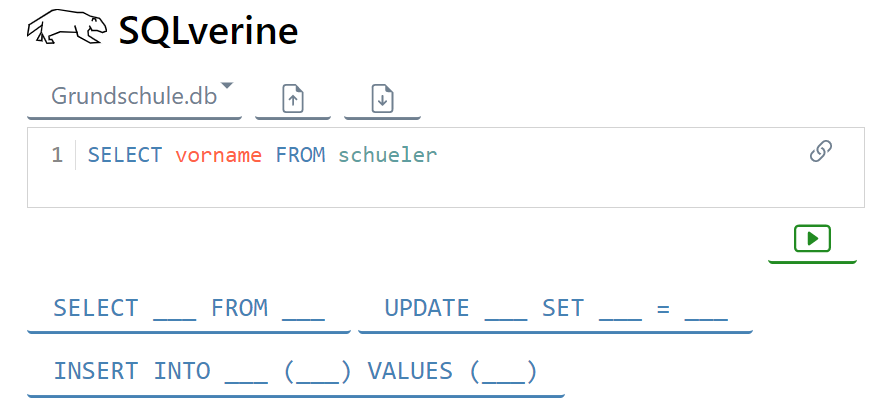 SQLverine
Grundschule.db
1 SELECT vorname FROM schueler
SELECT ___ FROM ___ UPDATE ___ SET ___ = ___
INSERT INTO ___ (___) VALUES (___)